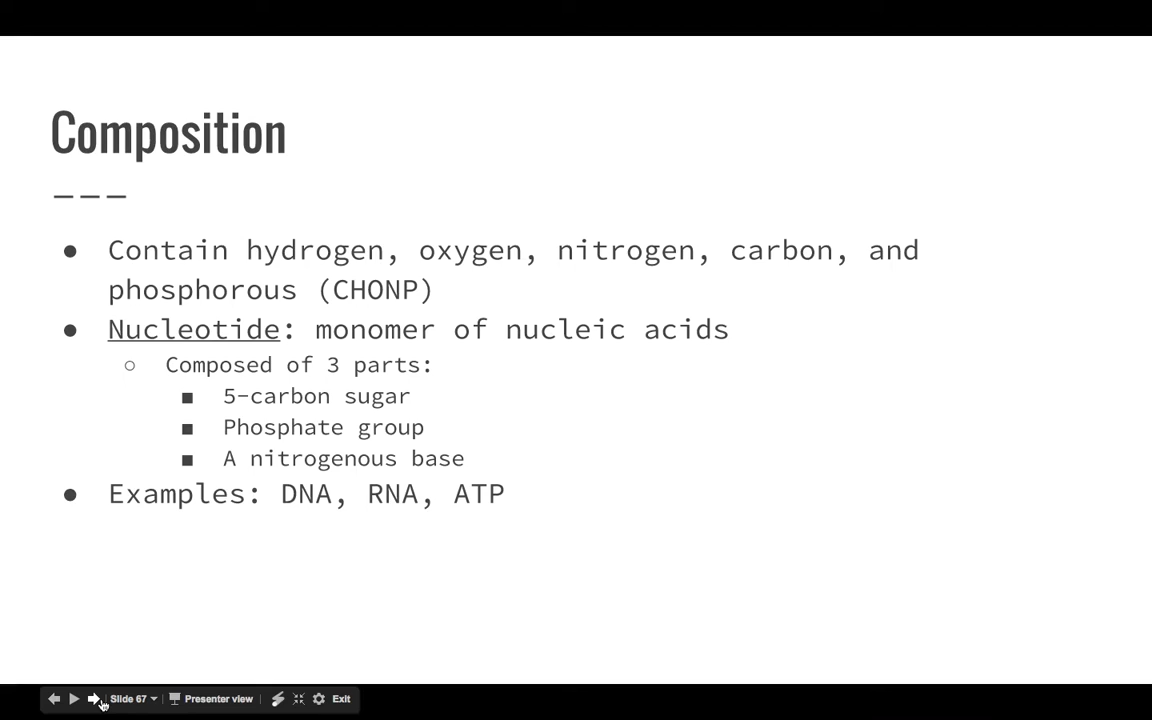 Composition
● Contain hydrogen, oxygen, nitrogen, carbon, and
phosphorous (CHONP)
● Nucleotide: monomer of nucleic acids
○ Composed of 3 parts:
■ 5-carbon sugar
■ Phosphate group
■ A nitrogenous base
● Examples: DNA, RNA, ATP
Slide 67 Presenter view Exit